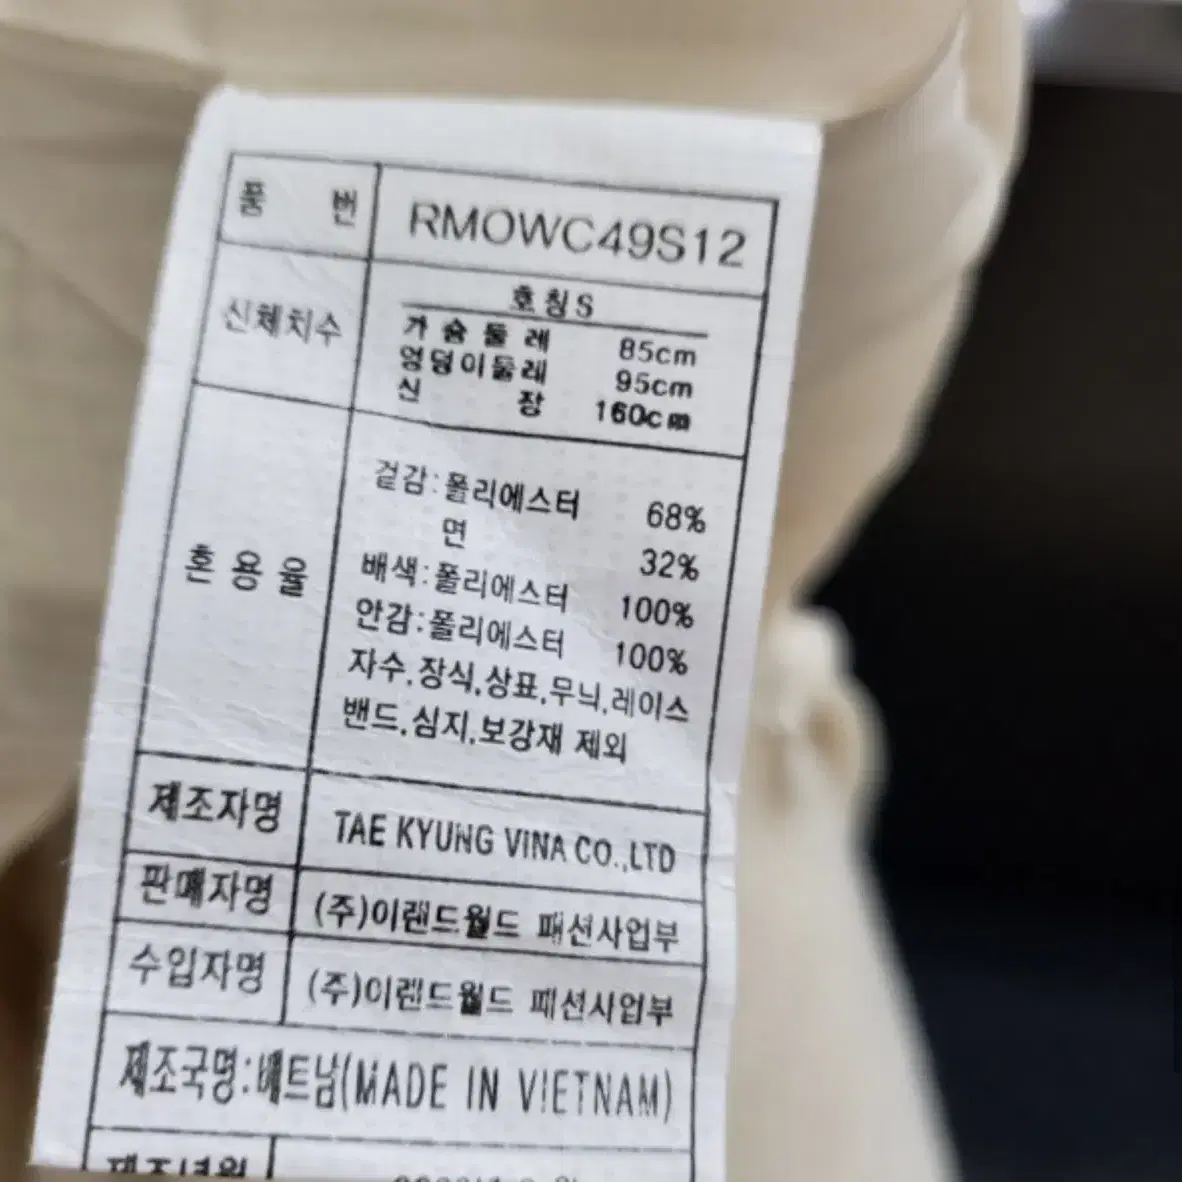 품 번 RMOWC49S12
신체치수 호칭S
가슴둘레 85cm
엉덩이둘레 95cm
신 장 160cm
혼용율
겉감:폴리에스터 68%
면 32%
배색:폴리에스터 100%
안감:폴리에스터 100%
자수,장식,상표,무늬,레이스
밴드,심지,보강재 제외
제조자명 TAE KYUNG VINA CO.,LTD
판매자명 (주)이랜드월드 패션사업부
수입자명 (주)이랜드월드 패션사업부
제조국명:베트남(MADE IN VIETNAM)
제조년월